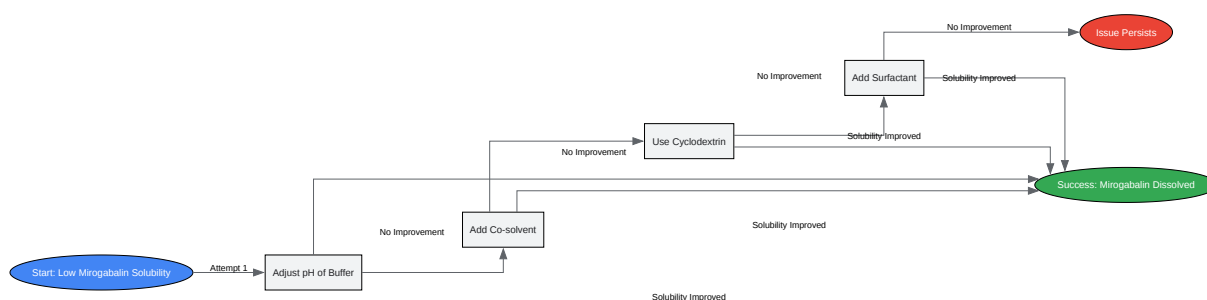 Start: Low Mirogabalin Solubility
Attempt 1
Adjust pH of Buffer
No Improvement
Solubility Improved
Add Co-solvent
No Improvement
Solubility Improved
Use Cyclodextrin
No Improvement
Solubility Improved
Add Surfactant
No Improvement
Solubility Improved
Issue Persists
Success: Mirogabalin Dissolved